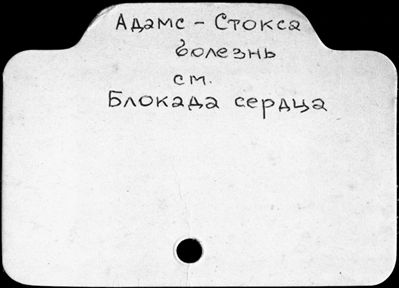 Адамс - Стокса
болезнь
см.
Блокада сердца